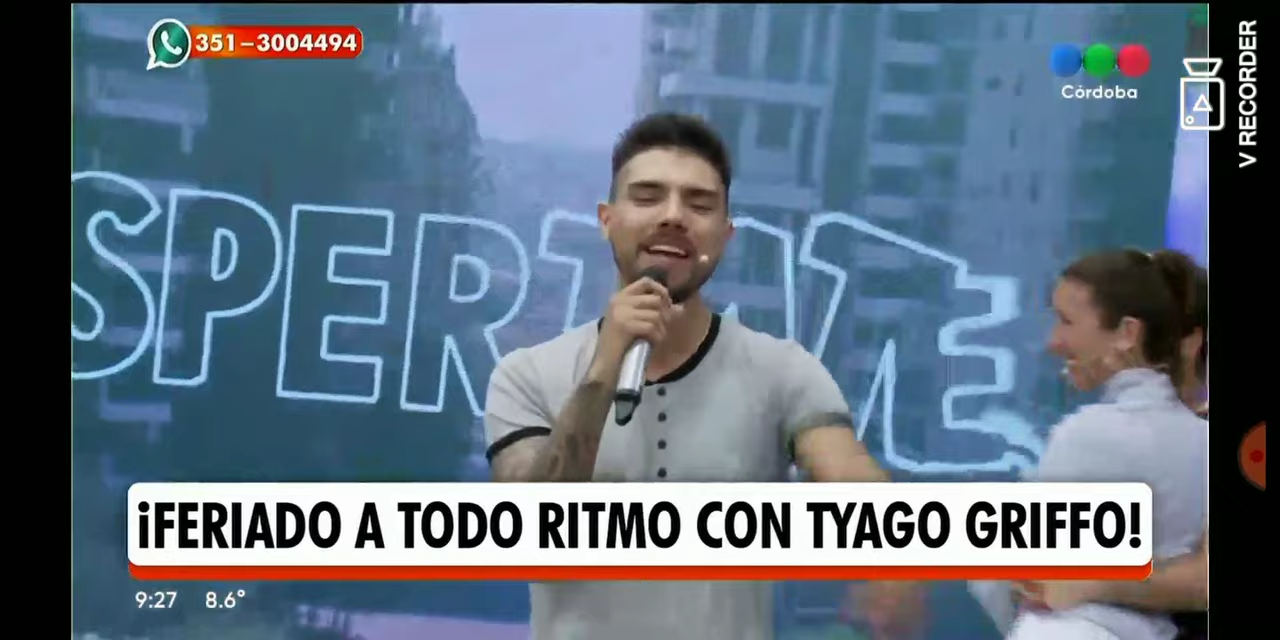 351-3004494
Córdoba
V RECORDER
SPERTATE
¡FERIADO A TODO RITMO CON TYAGO GRIFFO!
9:27 8.6°